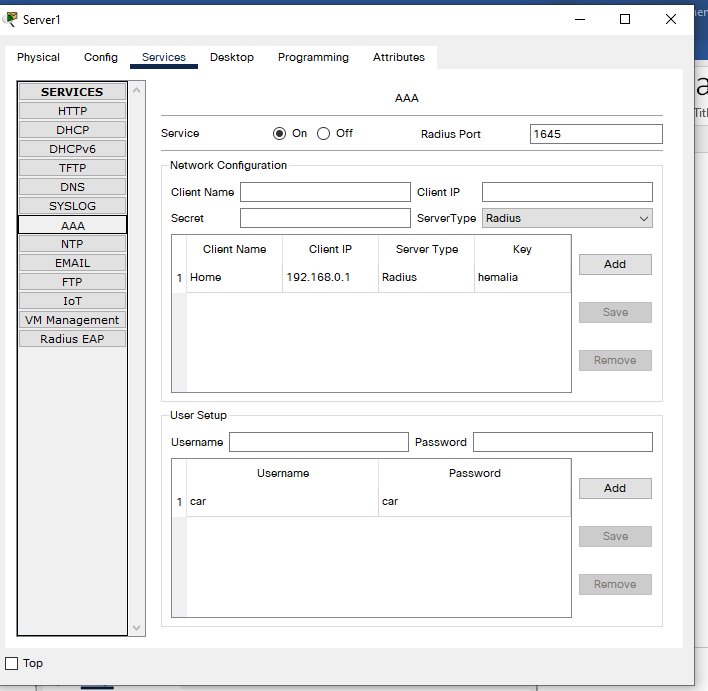 Server1
Physical Config Services Desktop Programming Attributes
SERVICES
HTTP
DHCP
DHCPv6
TFTP
DNS
SYSLOG
AAA
NTP
EMAIL
FTP
IoT
VM Management
Radius EAP
AAA
Service On Off Radius Port 1645
Network Configuration
Client Name Client IP
Secret ServerType Radius
Client Name Client IP Server Type Key
1 Home 192.168.0.1 Radius hemalia
Add
Save
Remove
User Setup
Username Password
Username Password
1 car car
Add
Save
Remove
Top